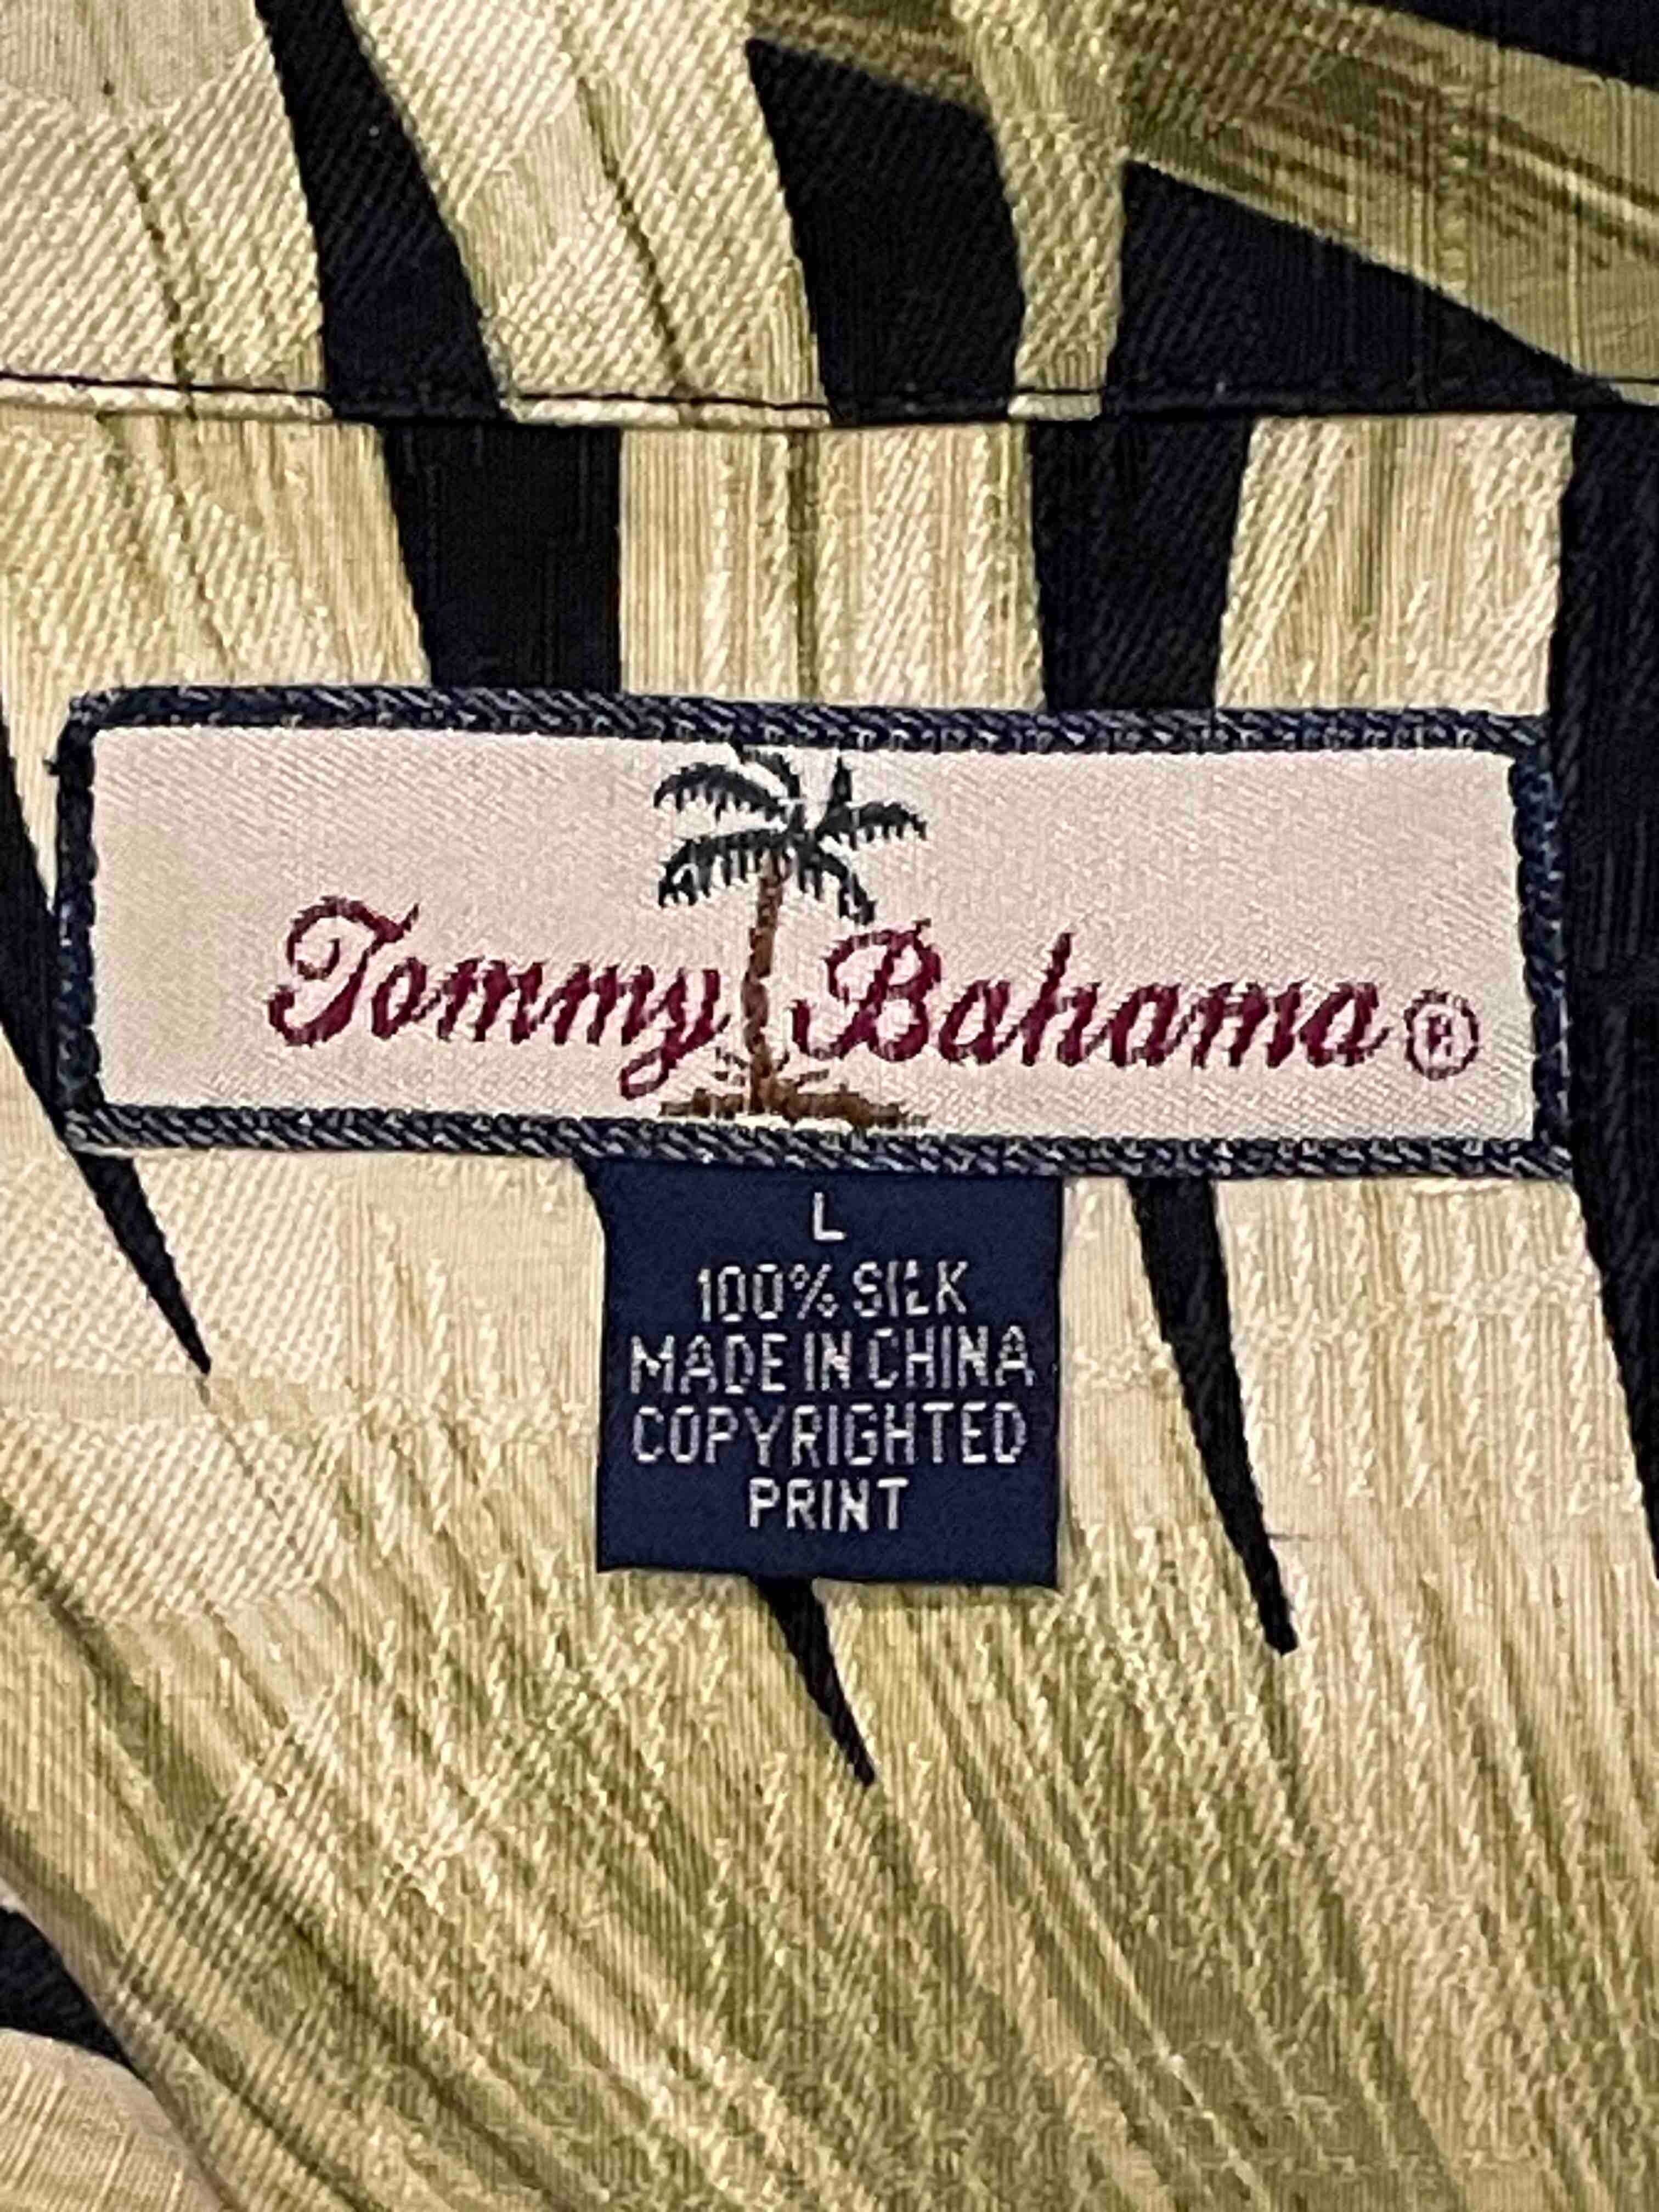 Tommy Bahama®
L
100% SILK
MADE IN CHINA
COPYRIGHTED
PRINT